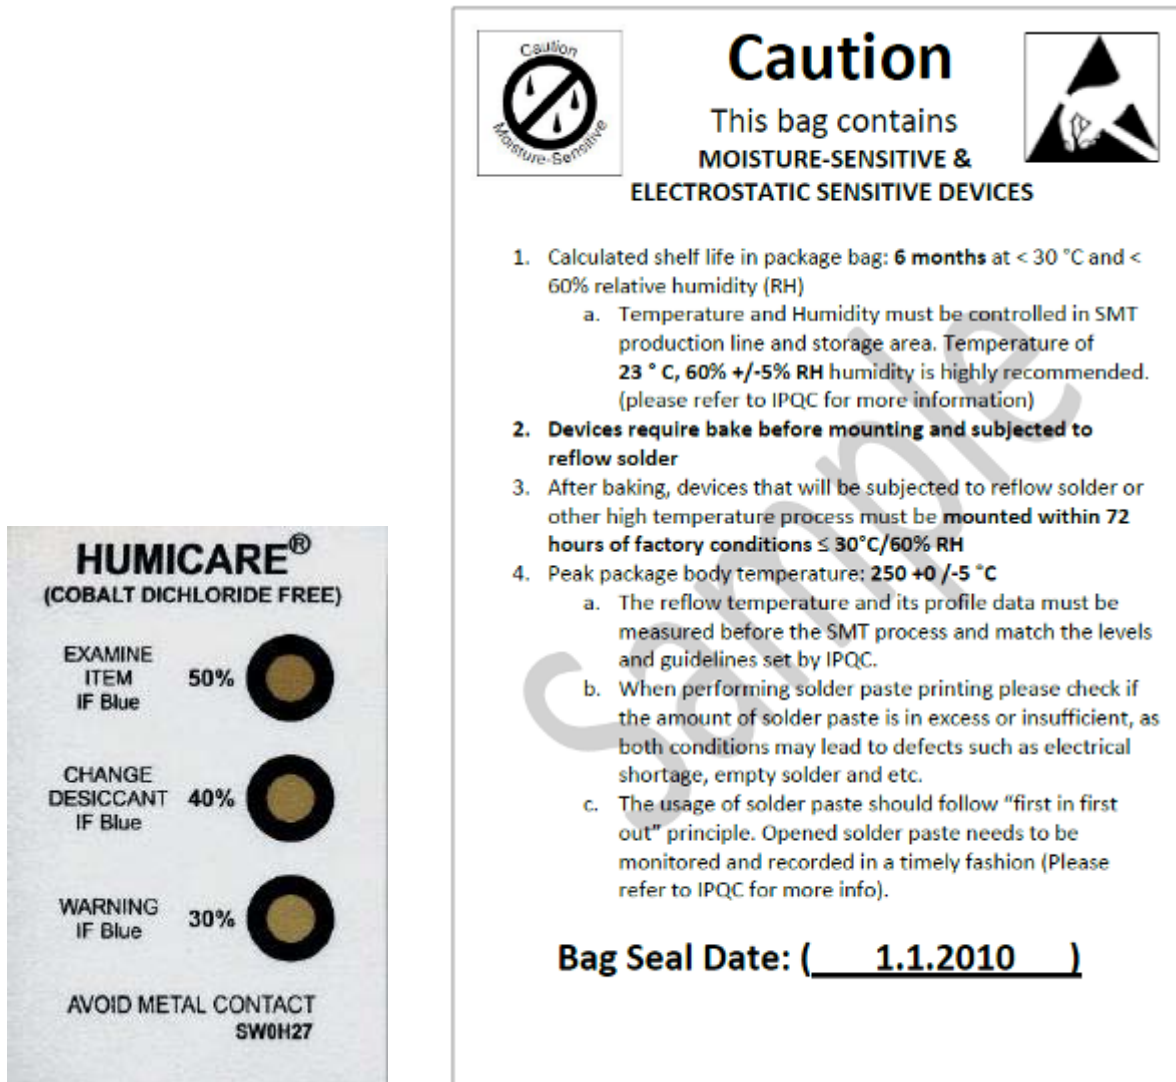 HUMICARE®
(COBALT DICHLORIDE FREE)
EXAMINE
ITEM
IF Blue
50%
CHANGE
DESICCANT
IF Blue
40%
WARNING
IF Blue
30%
AVOID METAL CONTACT
SW0H27
Caution
Moisture-Sensitive
Caution
This bag contains
MOISTURE-SENSITIVE &
ELECTROSTATIC SENSITIVE DEVICES
1. Calculated shelf life in package bag: 6 months at < 30 °C and <
60% relative humidity (RH)
a. Temperature and Humidity must be controlled in SMT
production line and storage area. Temperature of
23 ° C, 60% +/-5% RH humidity is highly recommended.
(please refer to IPQC for more information)
2. Devices require bake before mounting and subjected to
reflow solder
3. After baking, devices that will be subjected to reflow solder or
other high temperature process must be mounted within 72
hours of factory conditions ≤ 30°C/60% RH
4. Peak package body temperature: 250 +0 /-5 °C
a. The reflow temperature and its profile data must be
measured before the SMT process and match the levels
and guidelines set by IPQC.
b. When performing solder paste printing please check if
the amount of solder paste is in excess or insufficient, as
both conditions may lead to defects such as electrical
shortage, empty solder and etc.
c. The usage of solder paste should follow “first in first
out” principle. Opened solder paste needs to be
monitored and recorded in a timely fashion (Please
refer to IPQC for more info).
Bag Seal Date: ( 1.1.2010 )
Sample